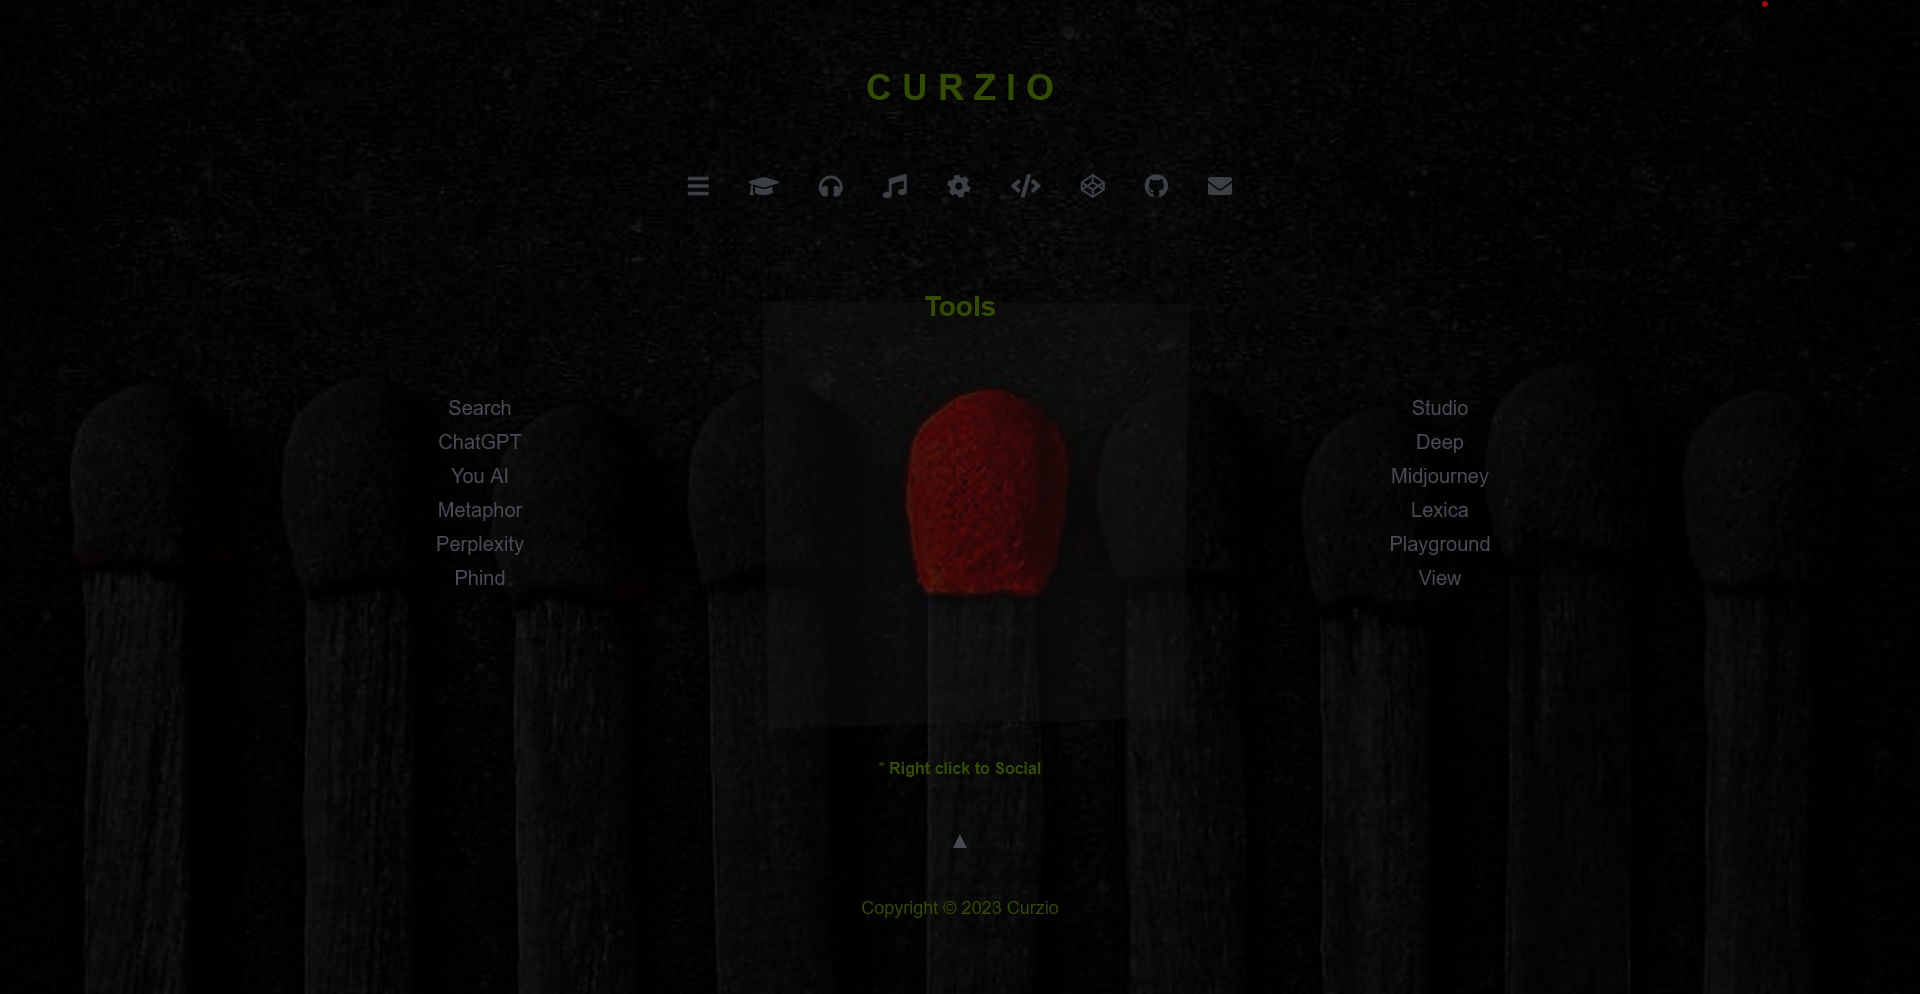 CURZIO
Tools
Search
ChatGPT
You AI
Metaphor
Perplexity
Phind
Studio
Deep
Midjourney
Lexica
Playground
View
* Right click to Social
▲
Copyright © 2023 Curzio